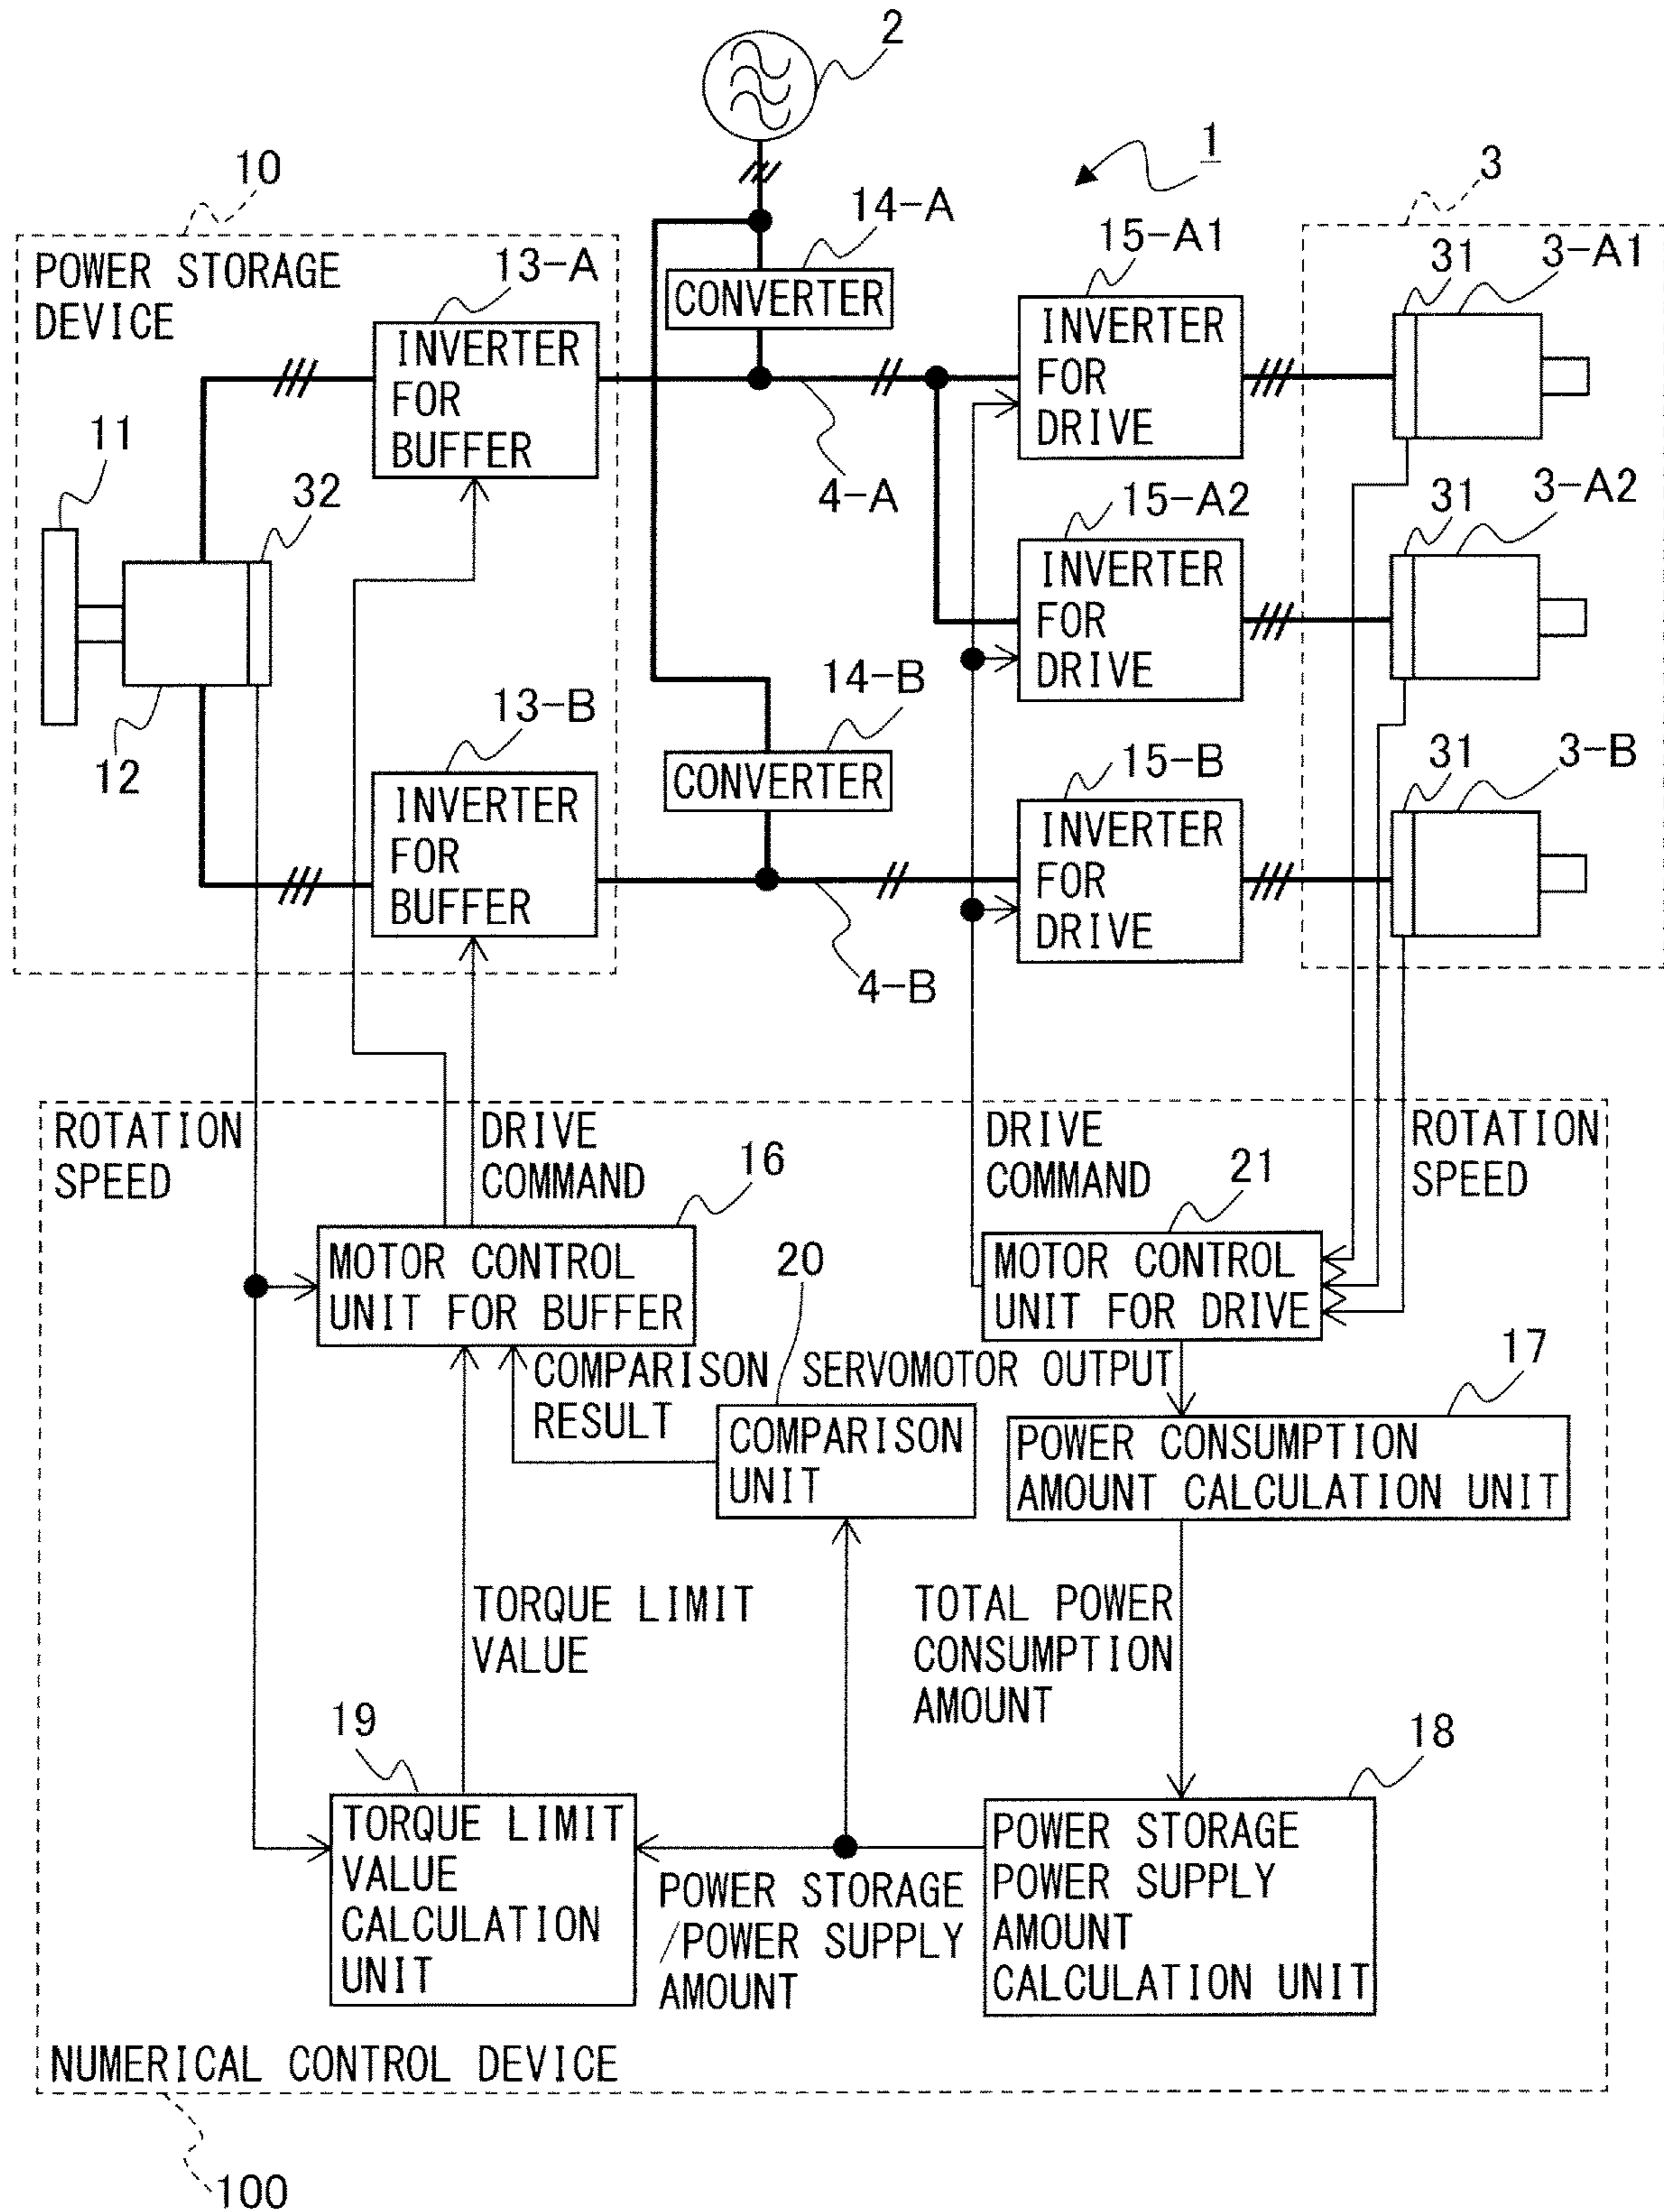 2
1
10
3
14-A
15-A1
POWER STORAGE
DEVICE
13-A
31
3-A1
CONVERTER
INVERTER
FOR
BUFFER
INVERTER
FOR
DRIVE
11
32
4-A
15-A2
31
3-A2
INVERTER
FOR
DRIVE
12
13-B
14-B
15-B
31
3-B
CONVERTER
INVERTER
FOR
BUFFER
INVERTER
FOR
DRIVE
4-B
ROTATION
SPEED
DRIVE
COMMAND
16
DRIVE
COMMAND
21
ROTATION
SPEED
MOTOR CONTROL
UNIT FOR BUFFER
20
MOTOR CONTROL
UNIT FOR DRIVE
17
COMPARISON
RESULT
SERVOMOTOR OUTPUT
COMPARISON
UNIT
POWER CONSUMPTION
AMOUNT CALCULATION UNIT
TORQUE LIMIT
VALUE
TOTAL POWER
CONSUMPTION
AMOUNT
19
18
TORQUE LIMIT
VALUE
CALCULATION
UNIT
POWER STORAGE
/POWER SUPPLY
AMOUNT
POWER STORAGE
POWER SUPPLY
AMOUNT
CALCULATION UNIT
NUMERICAL CONTROL DEVICE
100